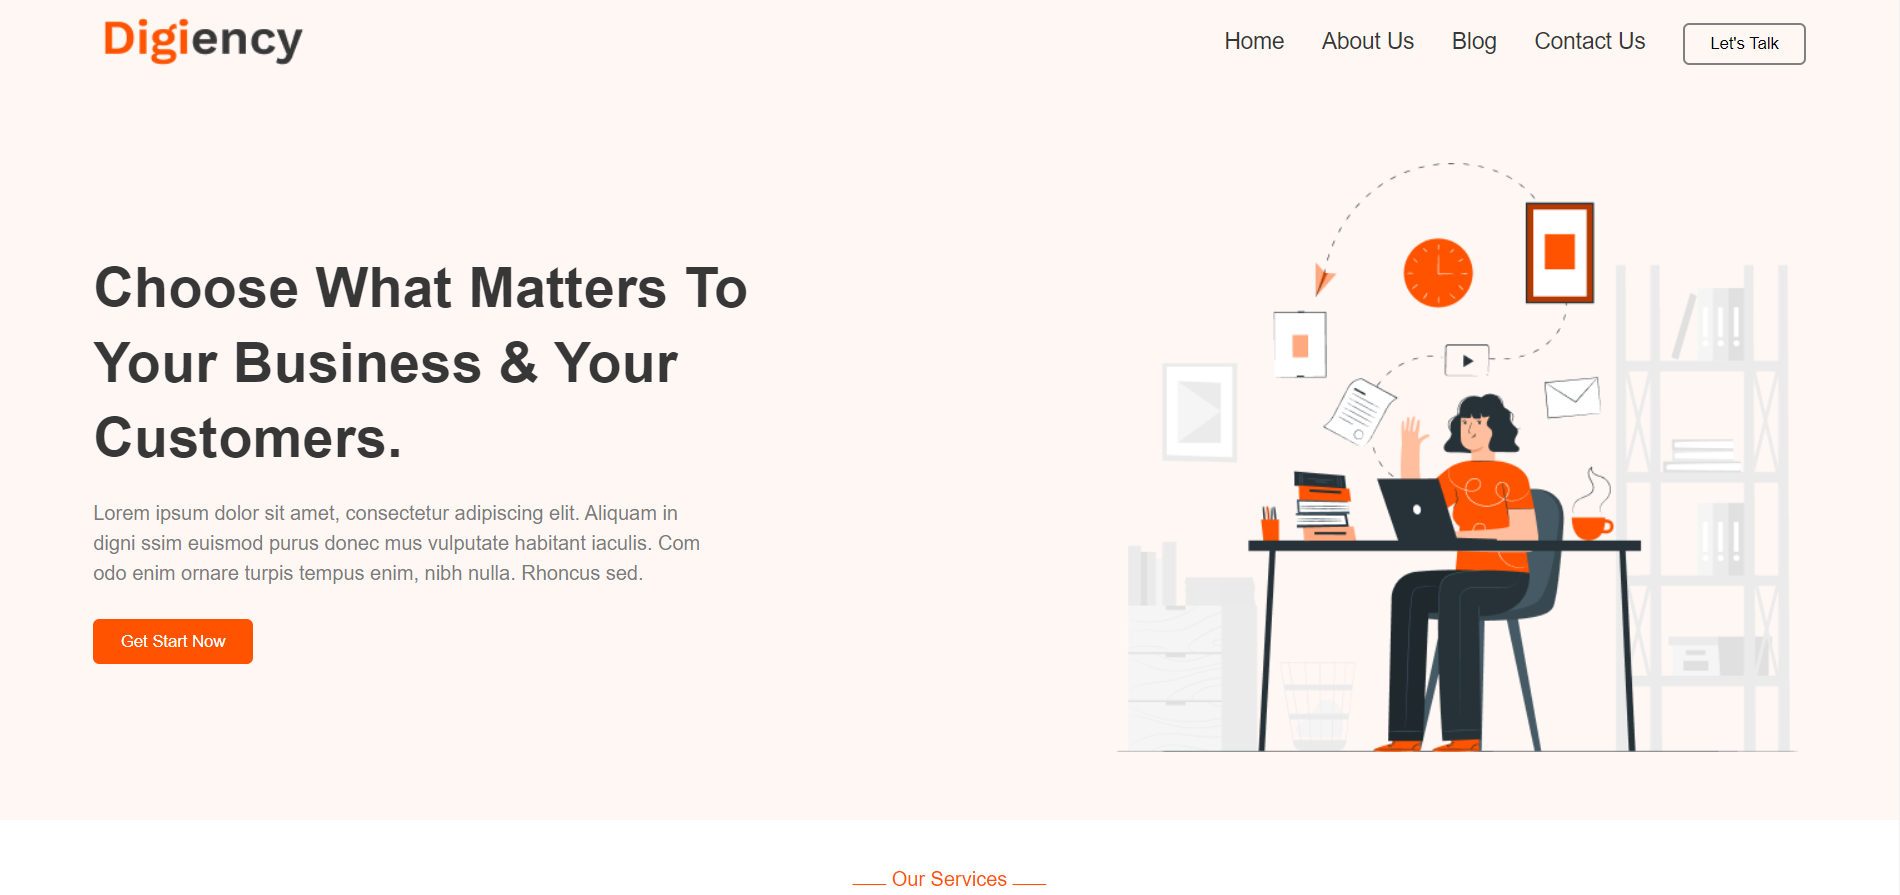 Digiency
Home
About Us
Blog
Contact Us
Let's Talk
Choose What Matters To
Your Business & Your
Customers.
Lorem ipsum dolor sit amet, consectetur adipiscing elit. Aliquam in
digni ssim euismod purus donec mus vulputate habitant iaculis. Com
odo enim ornare turpis tempus enim, nibh nulla. Rhoncus sed.
Get Start Now
Our Services